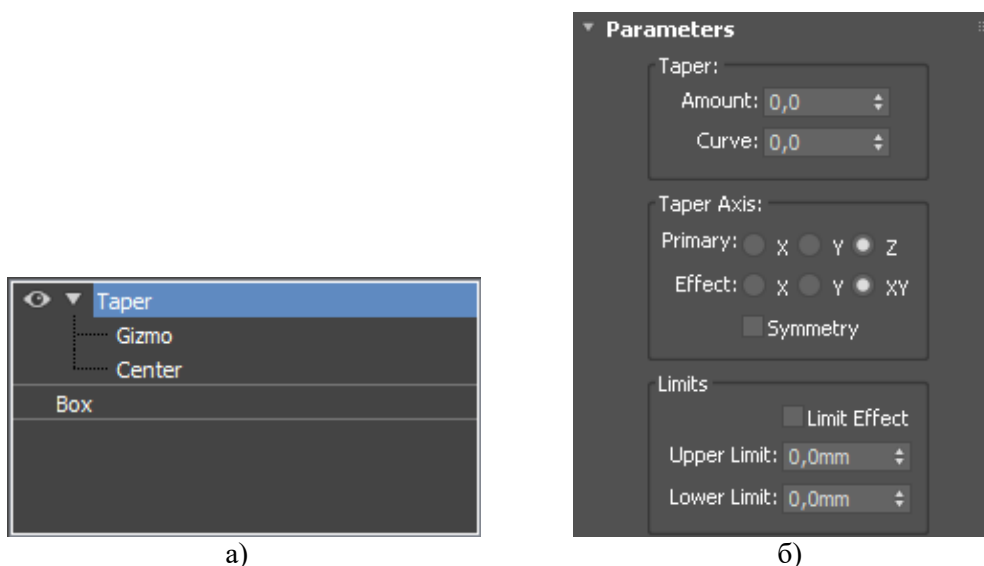 Taper
Gizmo
Center
Box
а)
Parameters
Taper:
Amount: 0,0
Curve: 0,0
Taper Axis:
Primary: X Y Z
Effect: X Y XY
Symmetry
Limits
Limit Effect
Upper Limit: 0,0mm
Lower Limit: 0,0mm
б)